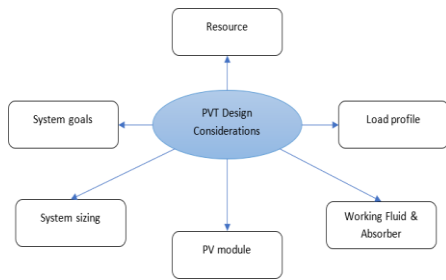 Resource
System goals
PVT Design
Considerations
Load profile
System sizing
PV module
Working Fluid &
Absorber